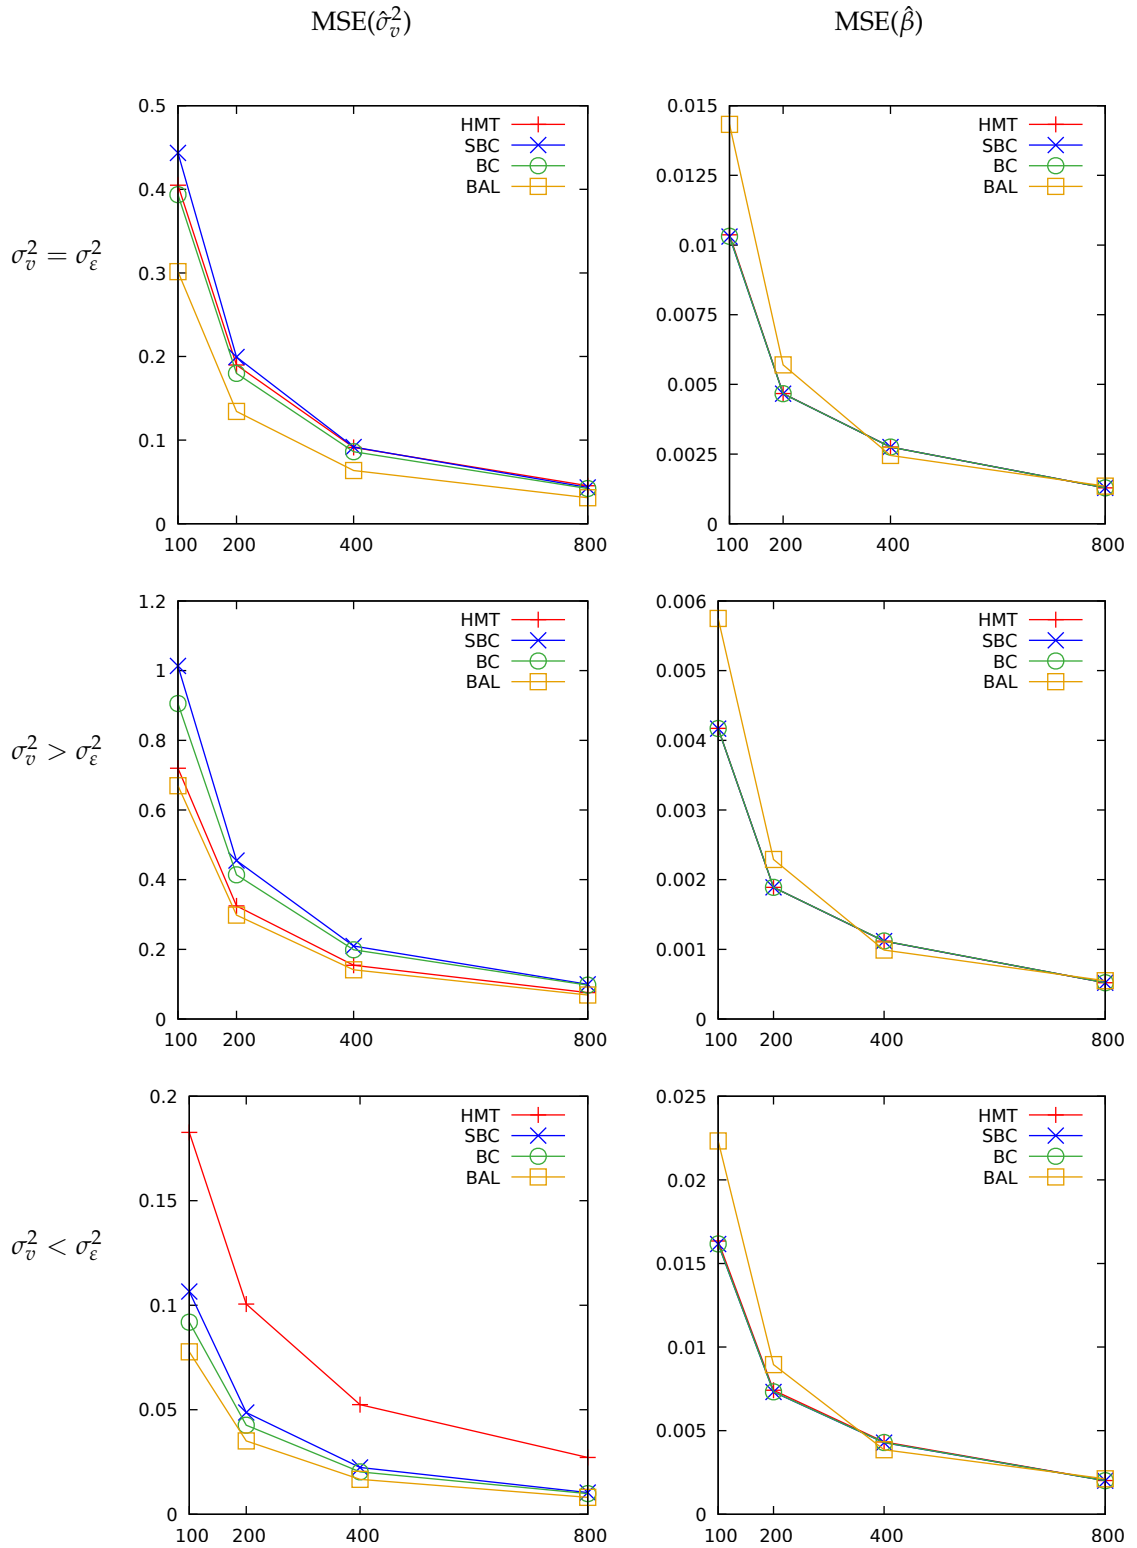 MSE(σ̂²ᵥ) MSE(β̂)
0.5
0.4
0.3
0.2
0.1
0
100 200 400 800
HMT
SBC
BC
BAL
0.015
0.0125
0.01
0.0075
0.005
0.0025
0
100 200 400 800
HMT
SBC
BC
BAL
σ²ᵥ = σ²_ε
1.2
1
0.8
0.6
0.4
0.2
0
100 200 400 800
HMT
SBC
BC
BAL
0.006
0.005
0.004
0.003
0.002
0.001
0
100 200 400 800
HMT
SBC
BC
BAL
σ²ᵥ > σ²_ε
0.2
0.15
0.1
0.05
0
100 200 400 800
HMT
SBC
BC
BAL
0.025
0.02
0.015
0.01
0.005
0
100 200 400 800
HMT
SBC
BC
BAL
σ²ᵥ < σ²_ε